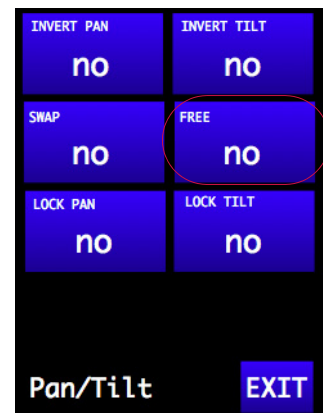 INVERT PAN
no
INVERT TILT
no
SWAP
no
FREE
no
LOCK PAN
no
LOCK TILT
no
Pan/Tilt
EXIT